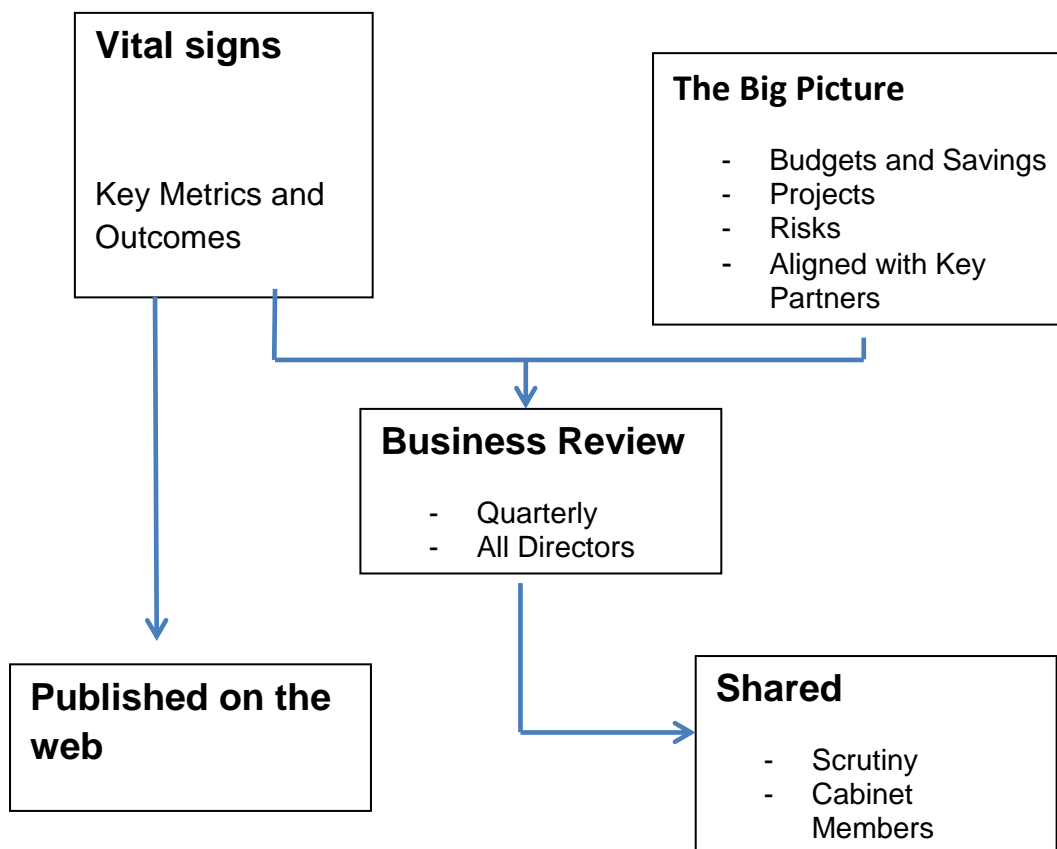 Vital signs
Key Metrics and
Outcomes
The Big Picture
- Budgets and Savings
- Projects
- Risks
- Aligned with Key
Partners
Business Review
- Quarterly
- All Directors
Published on the
web
Shared
- Scrutiny
- Cabinet
Members